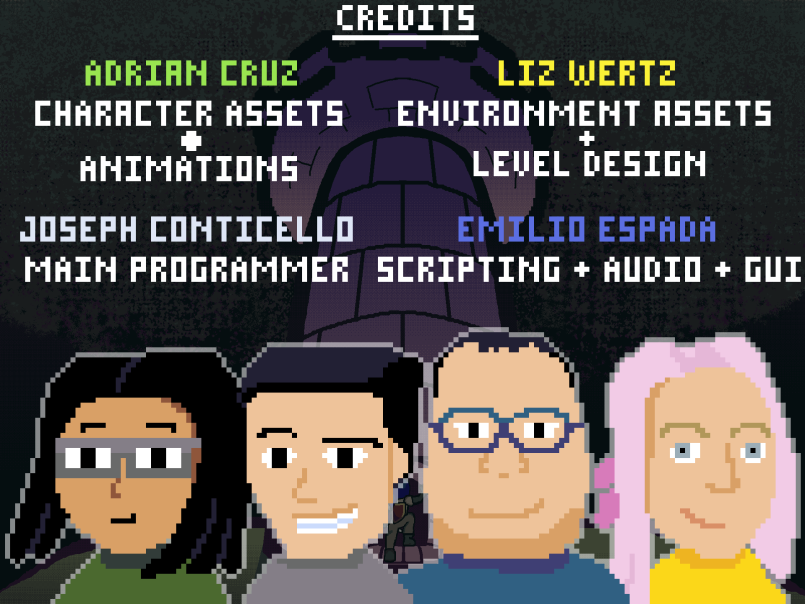 CREDITS
ADRIAN CRUZ
CHARACTER ASSETS
+
ANIMATIONS
LIZ WERTZ
ENVIRONMENT ASSETS
+
LEVEL DESIGN
JOSEPH CONTICELLO
MAIN PROGRAMMER
EMILIO ESPADA
SCRIPTING + AUDIO + GUI